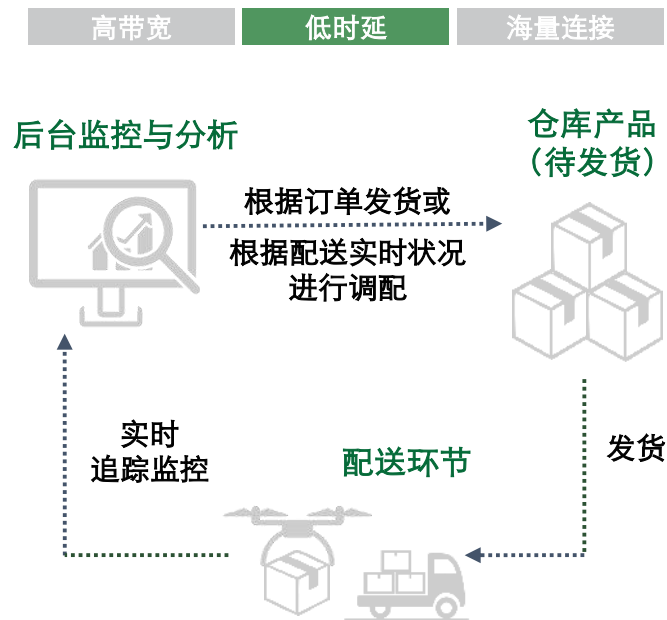 高带宽
低时延
海量连接
后台监控与分析
仓库产品
（待发货）
根据订单发货或
根据配送实时状况
进行调配
实时
追踪监控
配送环节
发货